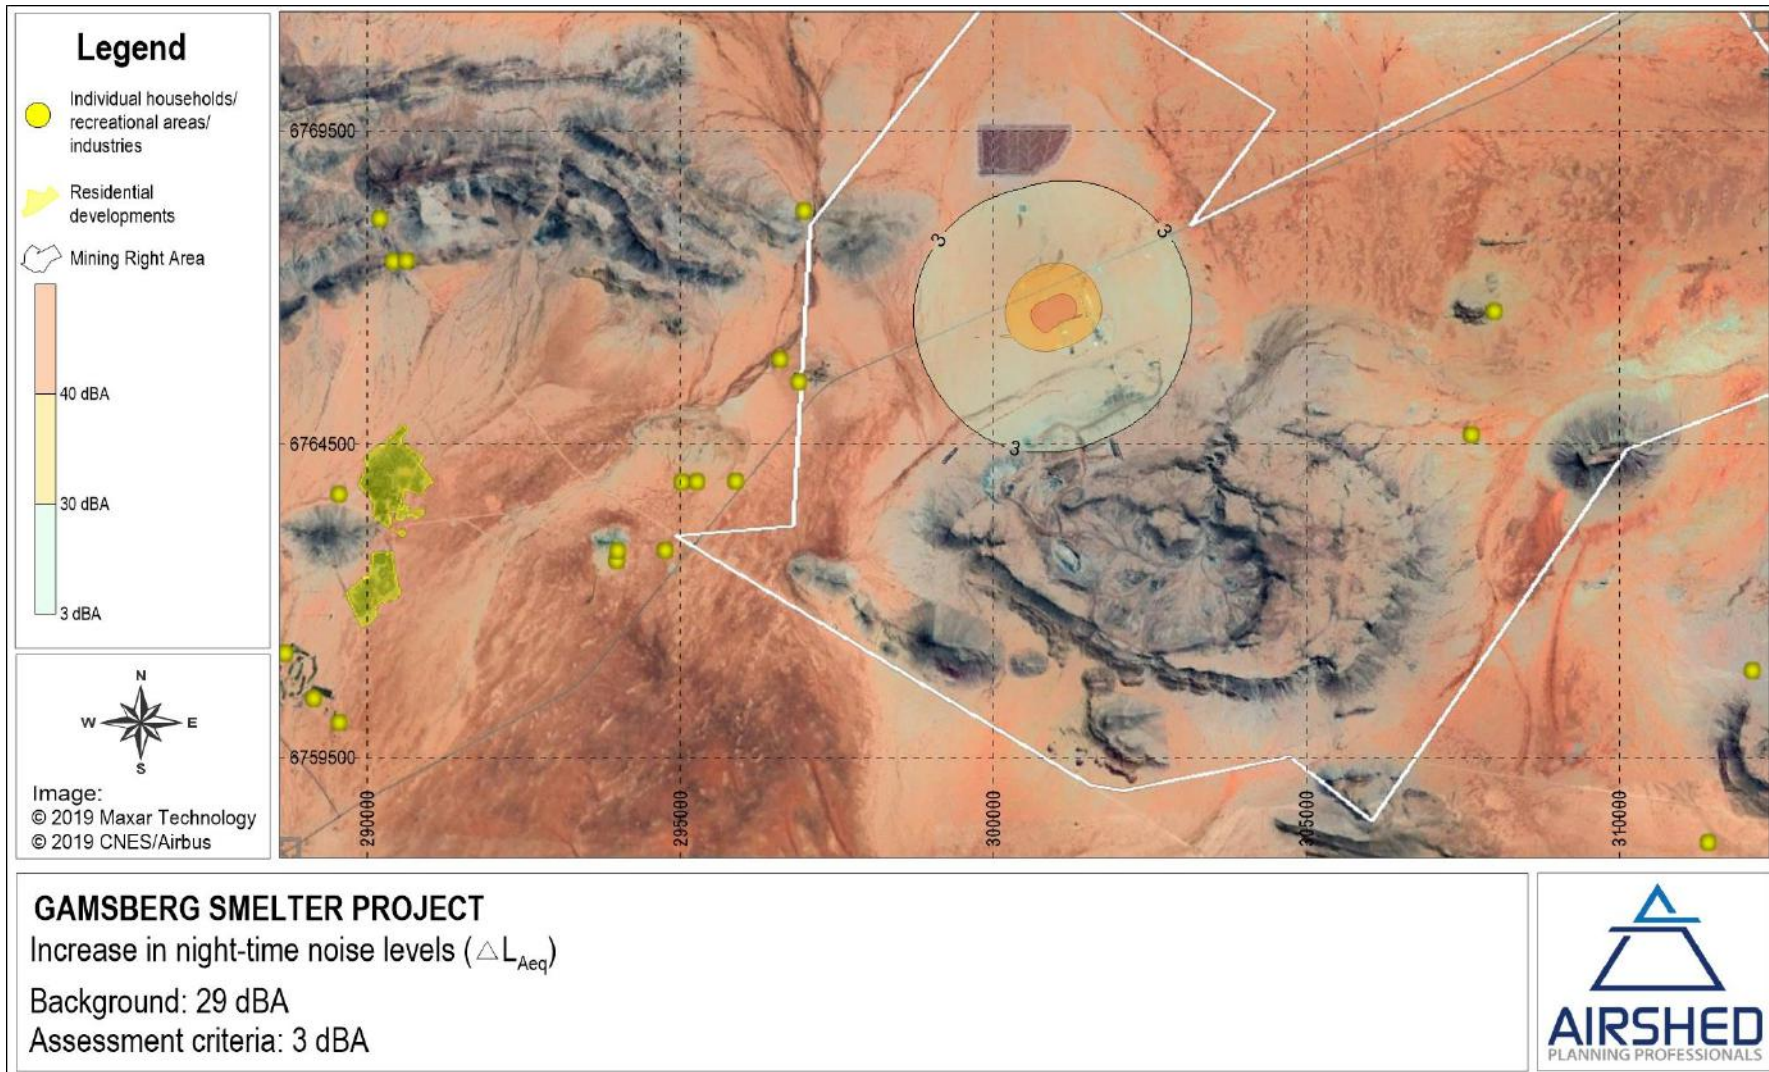 Legend
Individual households/
recreational areas/
industries
Residential
developments
Mining Right Area
40 dBA
30 dBA
3 dBA
N
W E
S
Image:
© 2019 Maxar Technology
© 2019 CNES/Airbus
6769500
6764500
6759500
290000
295000
300000
305000
310000
3
3
3
GAMSBERG SMELTER PROJECT
Increase in night-time noise levels (△LAeq)
Background: 29 dBA
Assessment criteria: 3 dBA
AIRSHED
PLANNING PROFESSIONALS